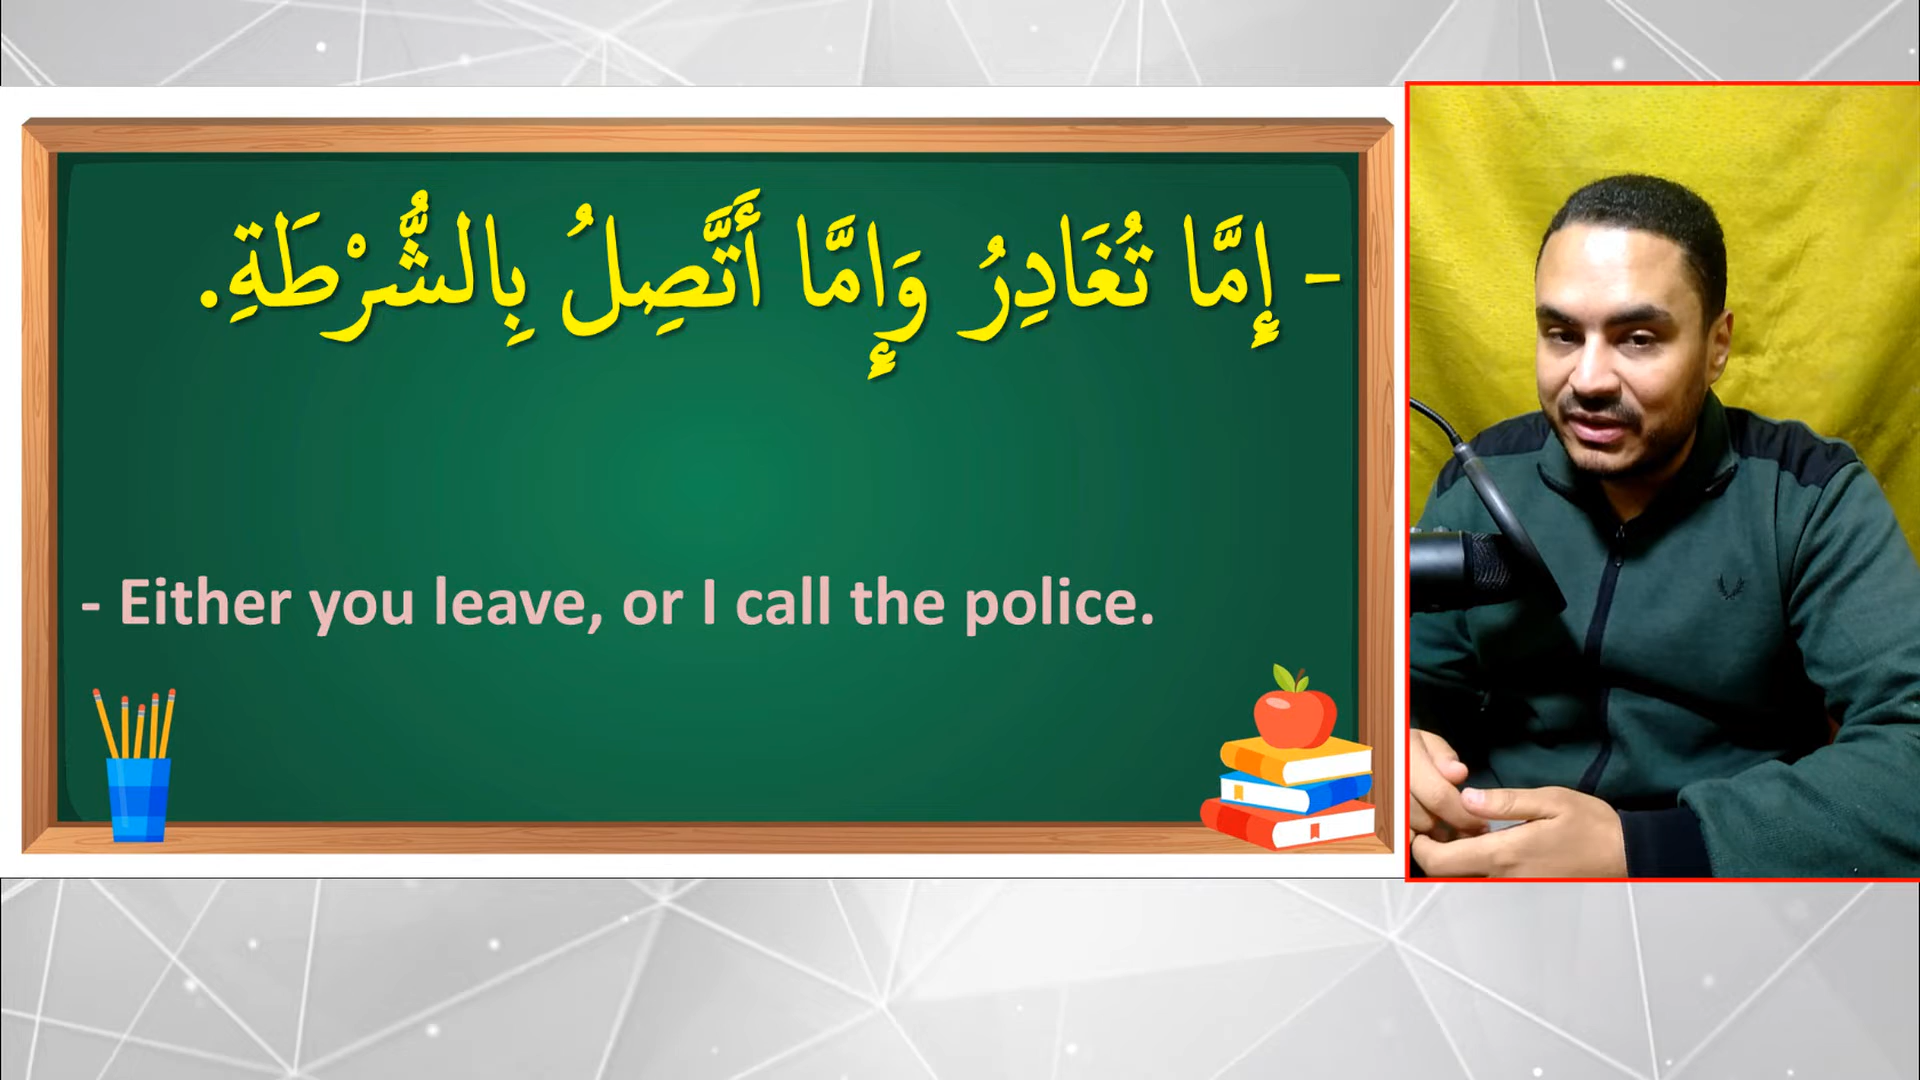 - إِمَّا تُغَادِرُ وَإِمَّا أَتَّصِلُ بِالشُّرْطَةِ.
- Either you leave, or I call the police.